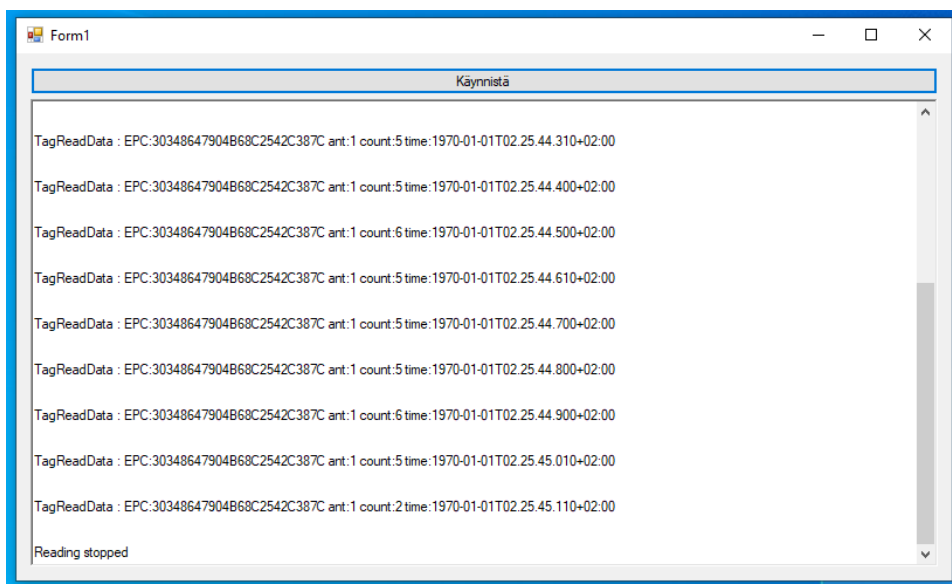 Form1
Käynnistä
TagReadData : EPC:30348647904B68C2542C387C ant:1 count:5 time:1970-01-01T02.25.44.310+02:00
TagReadData : EPC:30348647904B68C2542C387C ant:1 count:5 time:1970-01-01T02.25.44.400+02:00
TagReadData : EPC:30348647904B68C2542C387C ant:1 count:6 time:1970-01-01T02.25.44.500+02:00
TagReadData : EPC:30348647904B68C2542C387C ant:1 count:5 time:1970-01-01T02.25.44.610+02:00
TagReadData : EPC:30348647904B68C2542C387C ant:1 count:5 time:1970-01-01T02.25.44.700+02:00
TagReadData : EPC:30348647904B68C2542C387C ant:1 count:5 time:1970-01-01T02.25.44.800+02:00
TagReadData : EPC:30348647904B68C2542C387C ant:1 count:6 time:1970-01-01T02.25.44.900+02:00
TagReadData : EPC:30348647904B68C2542C387C ant:1 count:5 time:1970-01-01T02.25.45.010+02:00
TagReadData : EPC:30348647904B68C2542C387C ant:1 count:2 time:1970-01-01T02.25.45.110+02:00
Reading stopped